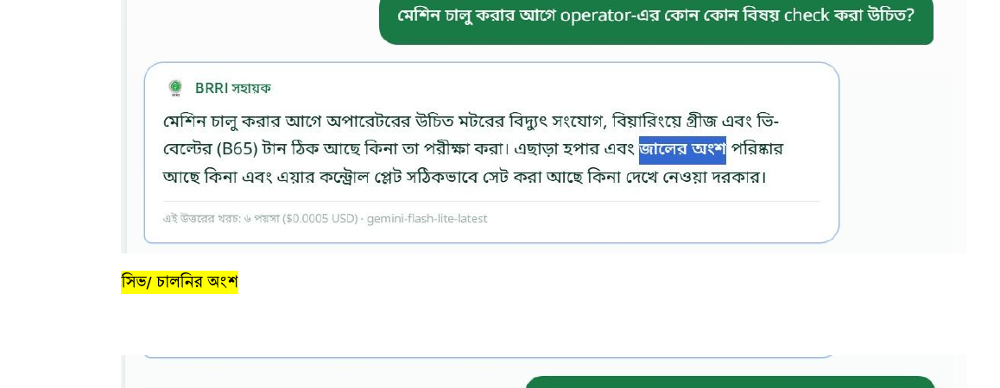 মেশিন চালু করার আগে operator-এর কোন কোন বিষয় check করা উচিত?
BRRI সহায়ক
মেশিন চালু করার আগে অপারেটরের উচিত মটরের বিদ্যুৎ সংযোগ, বিয়ারিংয়ে গ্রীজ এবং ভি-
বেল্টের (B65) টান ঠিক আছে কিনা তা পরীক্ষা করা। এছাড়া হপার এবং জালের অংশ পরিষ্কার
আছে কিনা এবং এয়ার কন্ট্রোল প্লেট সঠিকভাবে সেট করা আছে কিনা দেখে নেওয়া দরকার।
এই উত্তরের খরচ: ৬ পয়সা ($0.0005 USD) · gemini-flash-lite-latest
সিভ/ চালনির অংশ